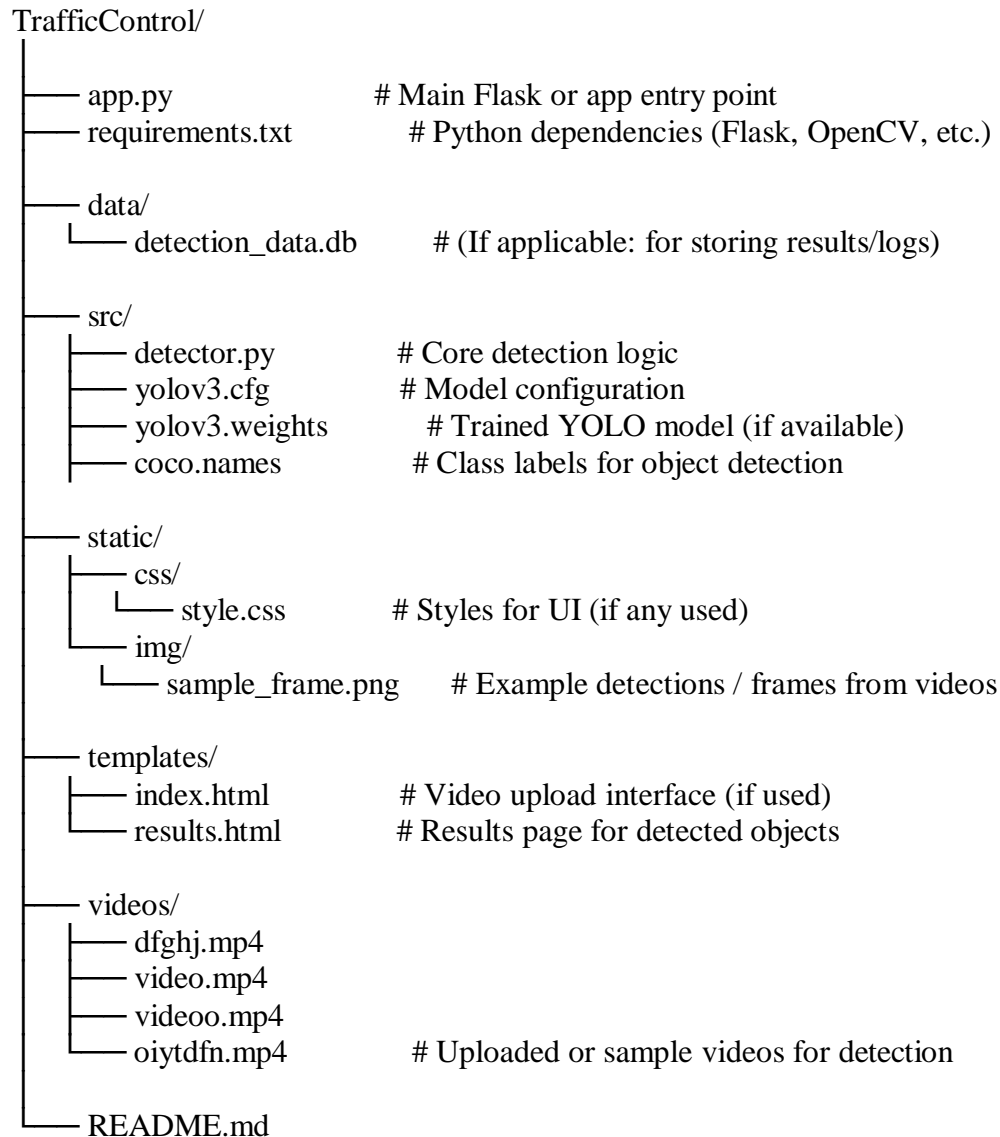 TrafficControl/
app.py # Main Flask or app entry point
requirements.txt # Python dependencies (Flask, OpenCV, etc.)
data/
detection_data.db # (If applicable: for storing results/logs)
src/
detector.py # Core detection logic
yolov3.cfg # Model configuration
yolov3.weights # Trained YOLO model (if available)
coco.names # Class labels for object detection
static/
css/
style.css # Styles for UI (if any used)
img/
sample_frame.png # Example detections / frames from videos
templates/
index.html # Video upload interface (if used)
results.html # Results page for detected objects
videos/
dfghj.mp4
video.mp4
videoo.mp4
oiytdfn.mp4 # Uploaded or sample videos for detection
README.md